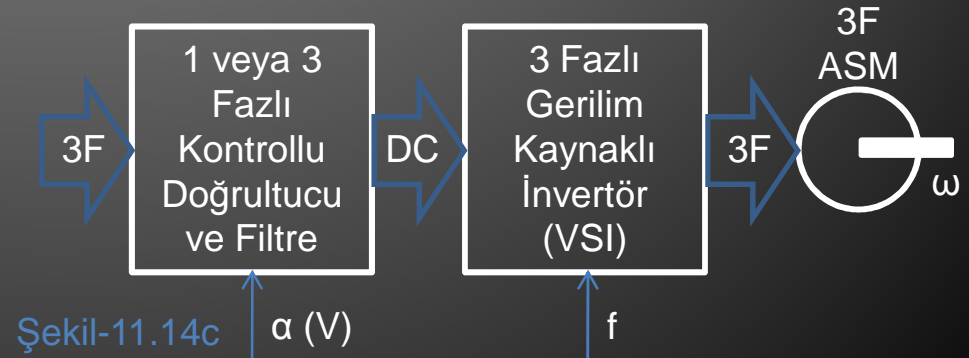 3F
1 veya 3
Fazlı
Kontrollu
Doğrultucu
ve Filtre
DC
3 Fazlı
Gerilim
Kaynaklı
İnvertör
(VSI)
3F
3F
ASM
ω
Şekil-11.14c
α (V)
f